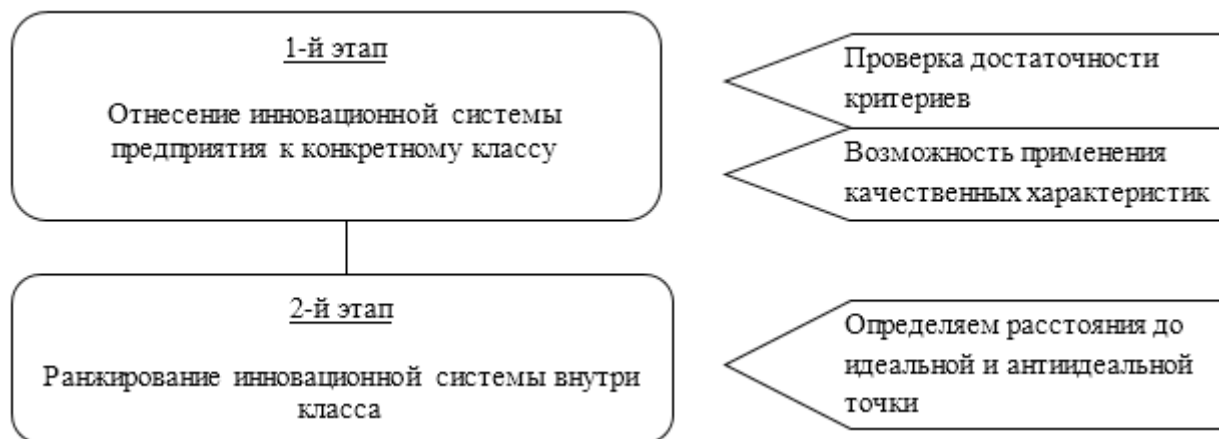 1-й этап
Отнесение инновационной системы
предприятия к конкретному классу
Проверка достаточности
критериев
Возможность применения
качественных характеристик
2-й этап
Ранжирование инновационной системы внутри
класса
Определяем расстояния до
идеальной и антиидеальной
точки